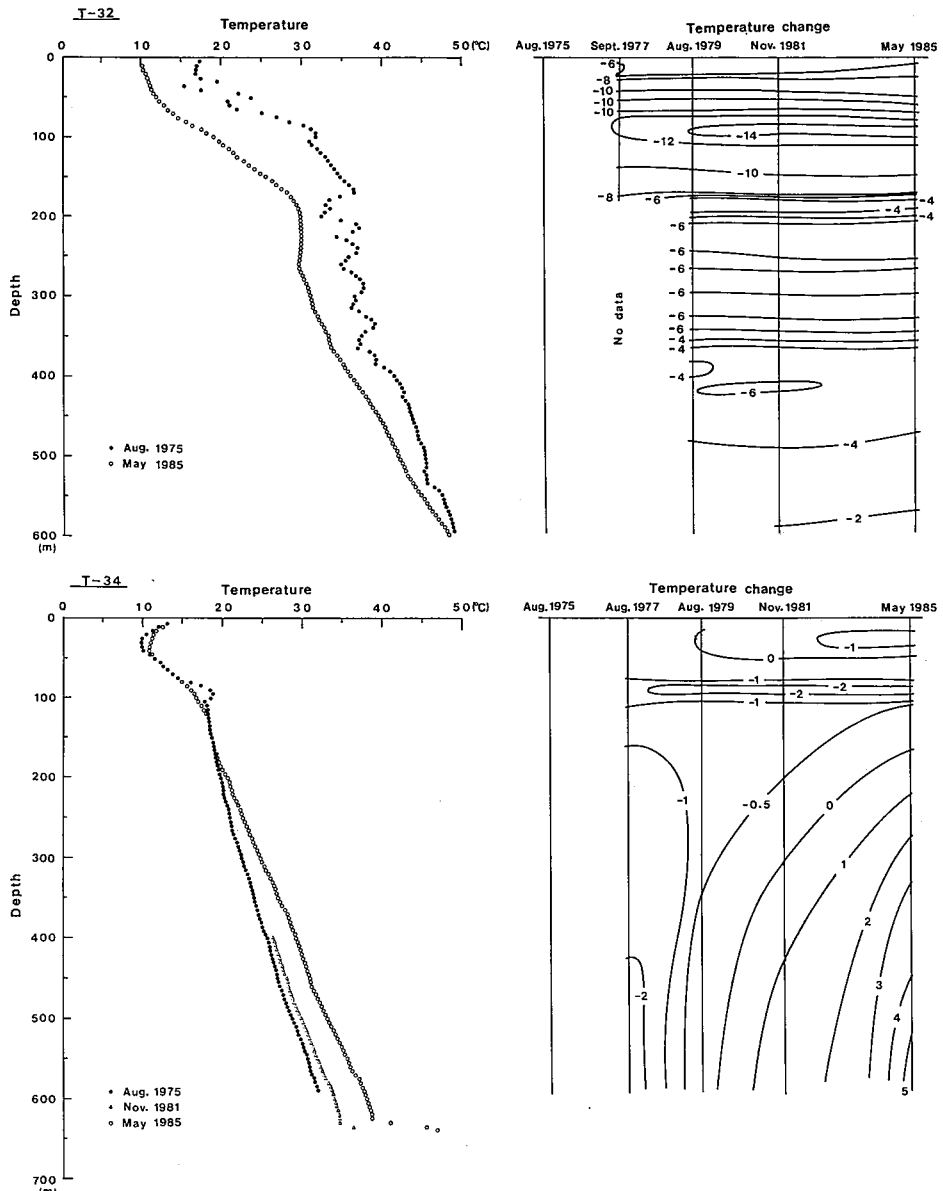 T-32
Temperature
0 10 20 30 40 50(°C)
0
100
200
300
400
500
600
(m)
Depth
Aug. 1975
May 1985
Temperature change
Aug.1975 Sept.1977 Aug.1979 Nov.1981 May 1985
-6
-8
-10
-10
-10
-12 -14
-10
-8 -6 -4
-4 -4
-6
-6
-6
-6
-6
-6
-4
-4
-4
-6
-4
-2
No data
T-34
Temperature
0 10 20 30 40 50(°C)
0
100
200
300
400
500
600
700
(m)
Depth
Aug. 1975
Nov. 1981
May 1985
Temperature change
Aug.1975 Aug.1977 Aug.1979 Nov.1981 May 1985
-1
0
-1
-2
-2
-1
-1 -0.5 0
1
2
-2 3
4
5